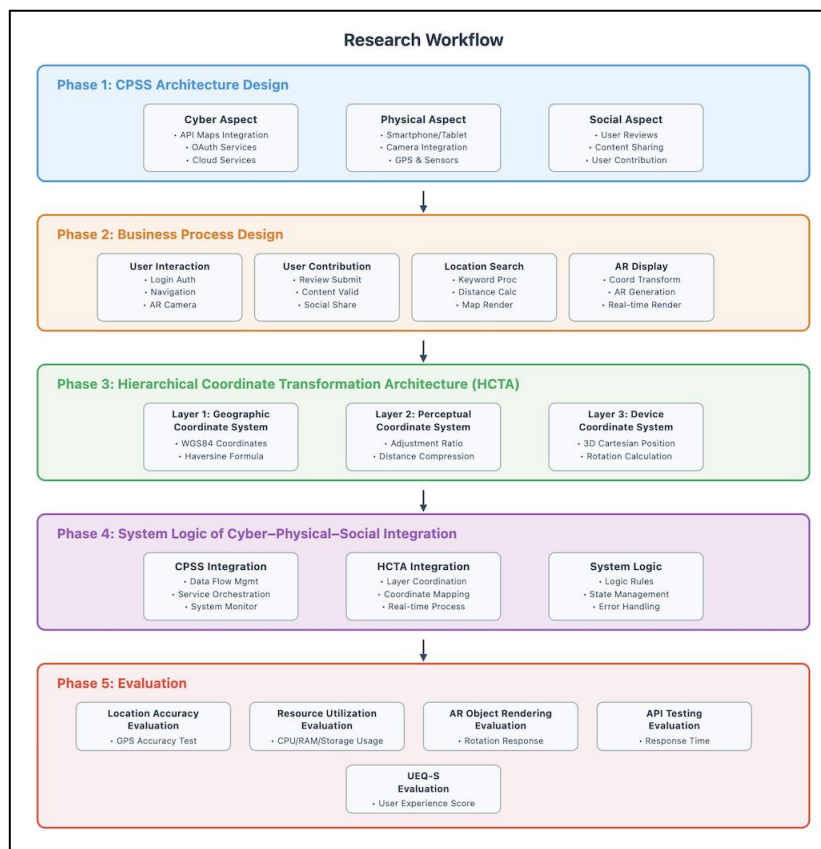 Research Workflow
Phase 1: CPSS Architecture Design
Cyber Aspect
• API Maps Integration
• OAuth Services
• Cloud Services
Physical Aspect
• Smartphone/Tablet
• Camera Integration
• GPS & Sensors
Social Aspect
• User Reviews
• Content Sharing
• User Contribution
Phase 2: Business Process Design
User Interaction
• Login Auth
• Navigation
• AR Camera
User Contribution
• Review Submit
• Content Valid
• Social Share
Location Search
• Keyword Proc
• Distance Calc
• Map Render
AR Display
• Coord Transform
• AR Generation
• Real-time Render
Phase 3: Hierarchical Coordinate Transformation Architecture (HCTA)
Layer 1: Geographic
Coordinate System
• WGS84 Coordinates
• Haversine Formula
Layer 2: Perceptual
Coordinate System
• Adjustment Ratio
• Distance Compression
Layer 3: Device
Coordinate System
• 3D Cartesian Position
• Rotation Calculation
Phase 4: System Logic of Cyber–Physical–Social Integration
CPSS Integration
• Data Flow Mgmt
• Service Orchestration
• System Monitor
HCTA Integration
• Layer Coordination
• Coordinate Mapping
• Real-time Process
System Logic
• Logic Rules
• State Management
• Error Handling
Phase 5: Evaluation
Location Accuracy
Evaluation
• GPS Accuracy Test
Resource Utilization
Evaluation
• CPU/RAM/Storage Usage
AR Object Rendering
Evaluation
• Rotation Response
API Testing
Evaluation
• Response Time
UEQ-S
Evaluation
• User Experience Score